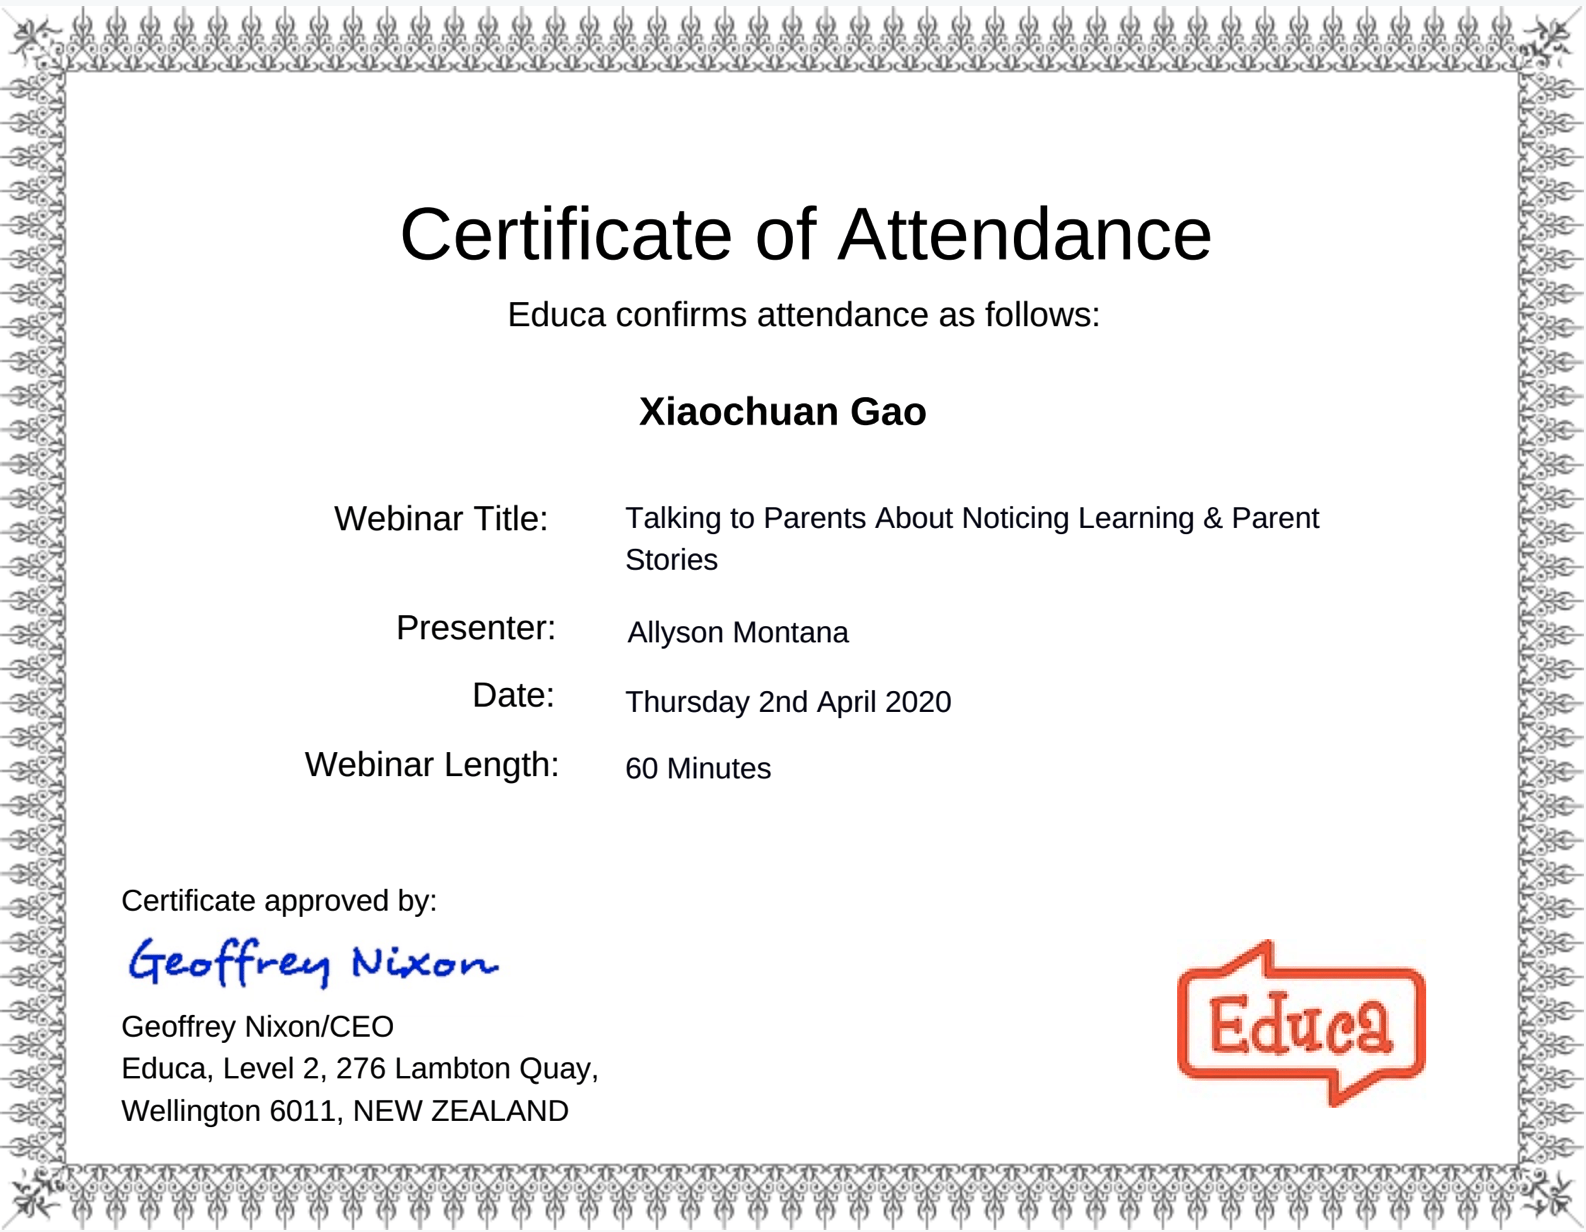 Certificate of Attendance
Educa confirms attendance as follows:
Xiaochuan Gao
Webinar Title: Talking to Parents About Noticing Learning & Parent
Stories
Presenter: Allyson Montana
Date: Thursday 2nd April 2020
Webinar Length: 60 Minutes
Certificate approved by:
Geoffrey Nixon
Geoffrey Nixon/CEO
Educa, Level 2, 276 Lambton Quay,
Wellington 6011, NEW ZEALAND
Educa